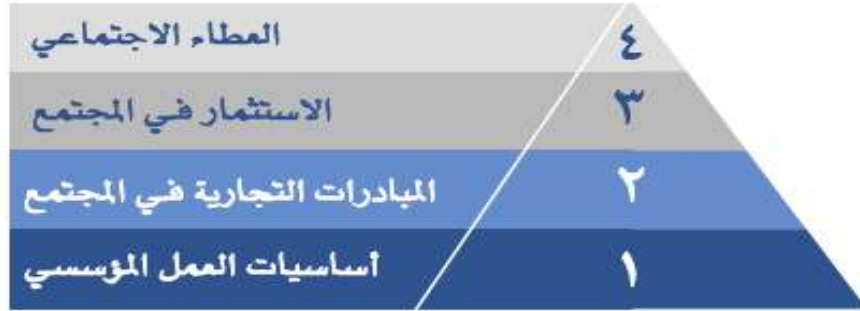 ٤ العطاء الاجتماعي
٣ الاستثمار في المجتمع
٢ المبادرات التجارية في المجتمع
١ أساسيات العمل المؤسسي